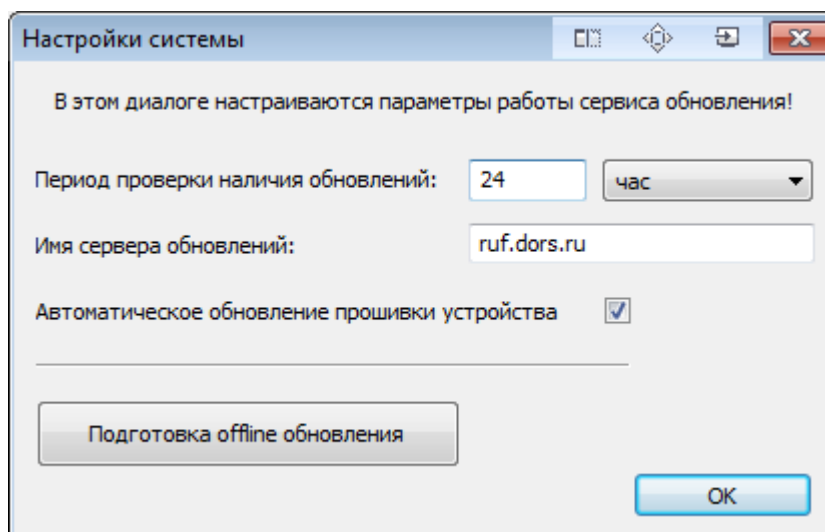 Настройки системы
В этом диалоге настраиваются параметры работы сервиса обновления!
Период проверки наличия обновлений: 24 час
Имя сервера обновлений: ruf.dors.ru
Автоматическое обновление прошивки устройства
Подготовка offline обновления
OK